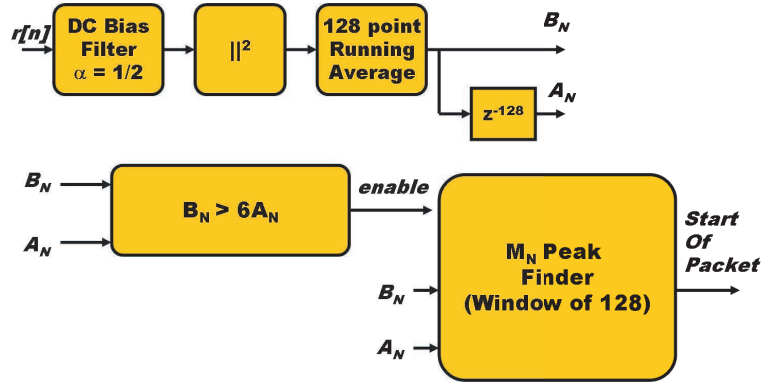 r[n]
DC Bias
Filter
α = 1/2
||²
128 point
Running
Average
B_N
z⁻¹²⁸
A_N
B_N
A_N
B_N > 6A_N
enable
B_N
A_N
M_N Peak
Finder
(Window of 128)
Start
Of
Packet